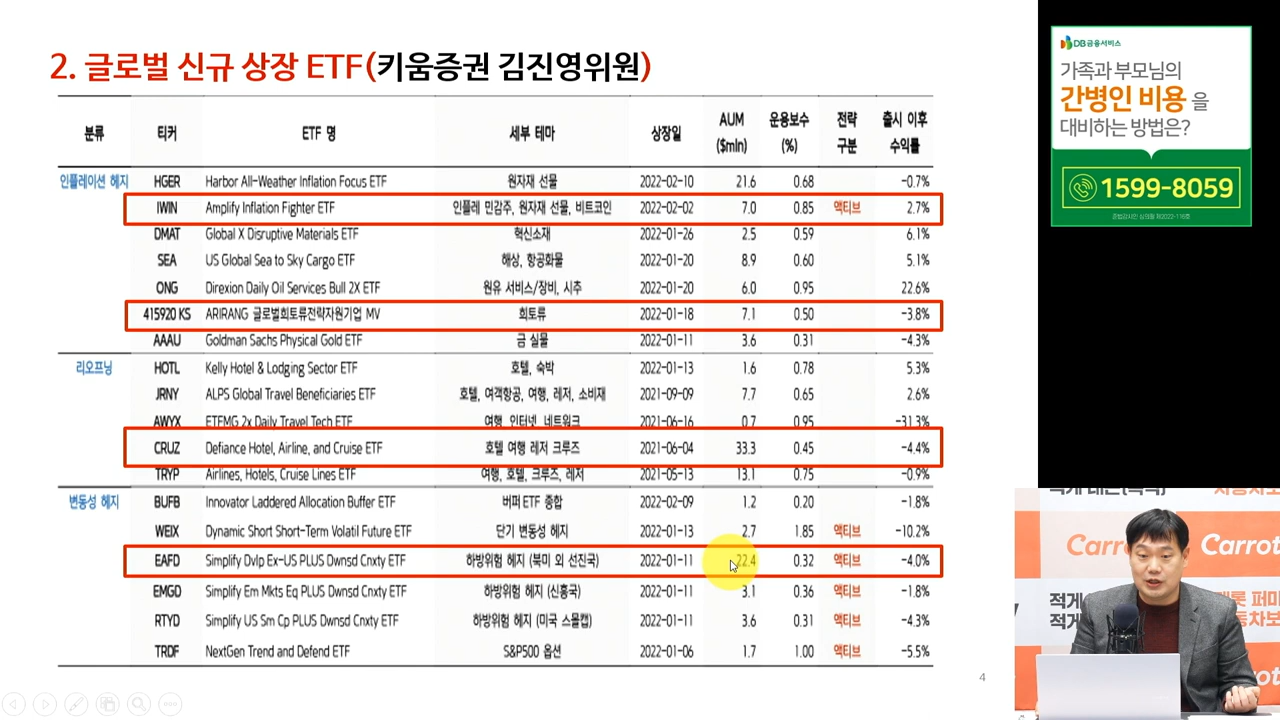 2. 글로벌 신규 상장 ETF(키움증권 김진영위원)
분류 티커 ETF 명 세부 테마 상장일 AUM ($mln) 운용보수 (%) 전략 구분 출시 이후 수익률
인플레이션 헤지 HGER Harbor All-Weather Inflation Focus ETF 원자재 선물 2022-02-10 21.6 0.68 -0.7%
IWIN Amplify Inflation Fighter ETF 인플레 민감주, 원자재 선물, 비트코인 2022-02-02 7.0 0.85 액티브 2.7%
DMAT Global X Disruptive Materials ETF 혁신소재 2022-01-26 2.5 0.59 6.1%
SEA US Global Sea to Sky Cargo ETF 해상, 항공화물 2022-01-20 8.9 0.60 5.1%
ONG Direxion Daily Oil Services Bull 2X ETF 원유 서비스/장비, 시추 2022-01-20 6.0 0.95 22.6%
415920 KS ARIRANG 글로벌희토류전략자원기업 MV 희토류 2022-01-18 7.1 0.50 -3.8%
AAAU Goldman Sachs Physical Gold ETF 금 실물 2022-01-11 3.6 0.31 -4.3%
리오프닝 HOTL Kelly Hotel & Lodging Sector ETF 호텔, 숙박 2022-01-13 1.6 0.78 5.3%
JRNY ALPS Global Travel Beneficiaries ETF 호텔, 여객항공, 여행, 레저, 소비재 2021-09-09 7.7 0.65 2.6%
AWYX ETFMG 2x Daily Travel Tech ETF 여행, 인터넷, 네트워크 2021-06-16 0.7 0.95 -31.3%
CRUZ Defiance Hotel, Airline, and Cruise ETF 호텔 여행 레저 크루즈 2021-06-04 33.3 0.45 -4.4%
TRYP Airlines, Hotels, Cruise Lines ETF 여행, 호텔, 크루즈, 레저 2021-05-13 13.1 0.75 -0.9%
변동성 헤지 BUFB Innovator Laddered Allocation Buffer ETF 버퍼 ETF 종합 2022-02-09 1.2 0.20 -1.8%
WEIX Dynamic Short Short-Term Volatil Future ETF 단기 변동성 헤지 2022-01-13 2.7 1.85 액티브 -10.2%
EAFD Simplify Dvlp Ex-US PLUS Dwnsd Cnxty ETF 하방위험 헤지 (북미 외 선진국) 2022-01-11 22.4 0.32 액티브 -4.0%
EMGD Simplify Em Mkts Eq PLUS Dwnsd Cnxty ETF 하방위험 헤지 (신흥국) 2022-01-11 3.1 0.36 액티브 -1.8%
RTYD Simplify US Sm Cp PLUS Dwnsd Cnxty ETF 하방위험 헤지 (미국 스몰캡) 2022-01-11 3.6 0.31 액티브 -4.3%
TRDF NextGen Trend and Defend ETF S&P500 옵션 2022-01-06 1.7 1.00 액티브 -5.5%
4
DB금융서비스
가족과 부모님의
간병인 비용 을
대비하는 방법은?
1599-8059
Carrot
적게
적게